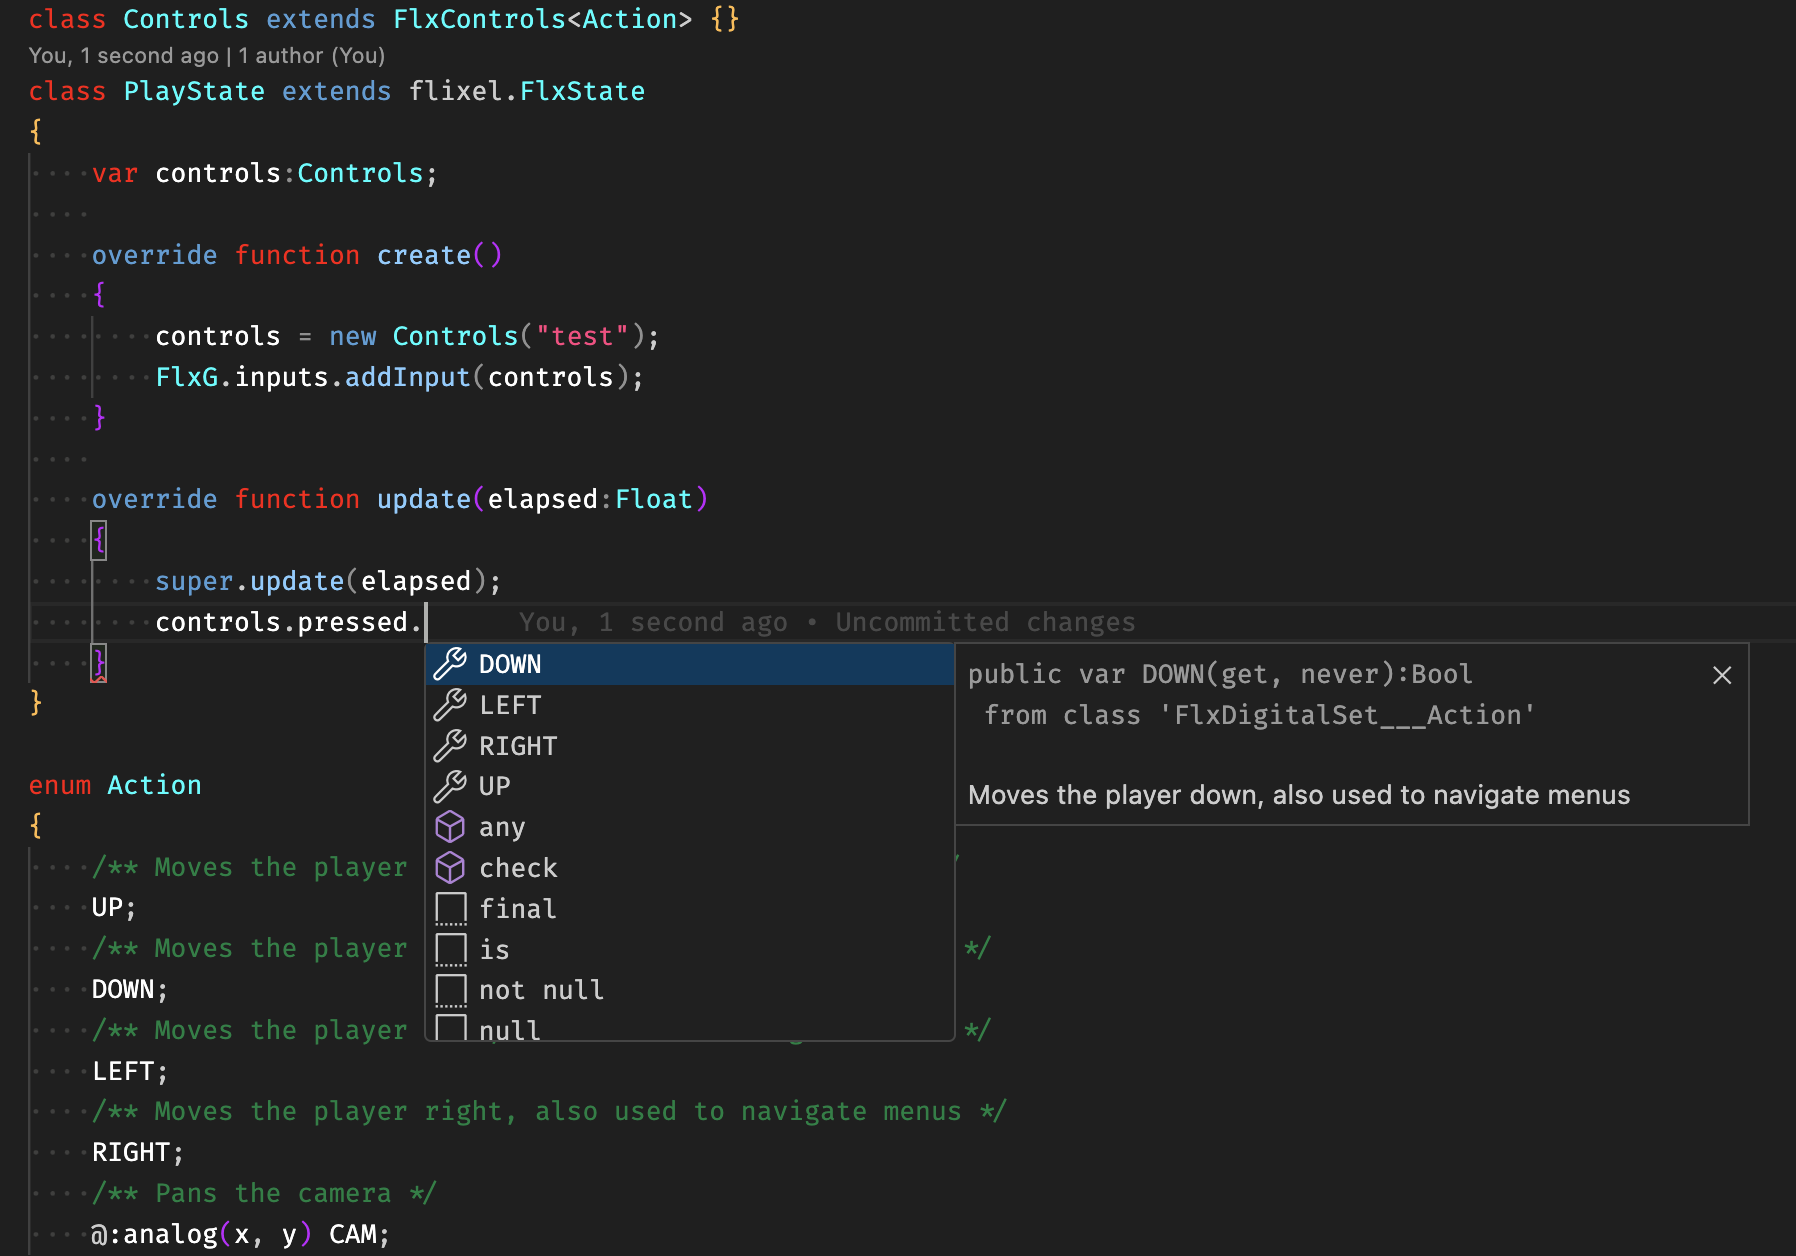 class Controls extends FlxControls<Action> {}
You, 1 second ago | 1 author (You)
class PlayState extends flixel.FlxState
{
var controls:Controls;
override function create()
{
controls = new Controls("test");
FlxG.inputs.addInput(controls);
}
override function update(elapsed:Float)
{
super.update(elapsed);
controls.pressed. You, 1 second ago • Uncommitted changes
}
}
DOWN
LEFT
RIGHT
UP
any
check
final
is
not null
null
public var DOWN(get, never):Bool
from class 'FlxDigitalSet___Action'
Moves the player down, also used to navigate menus
enum Action
{
/** Moves the player
UP;
/** Moves the player */
DOWN;
/** Moves the player */
LEFT;
/** Moves the player right, also used to navigate menus */
RIGHT;
/** Pans the camera */
@:analog(x, y) CAM;